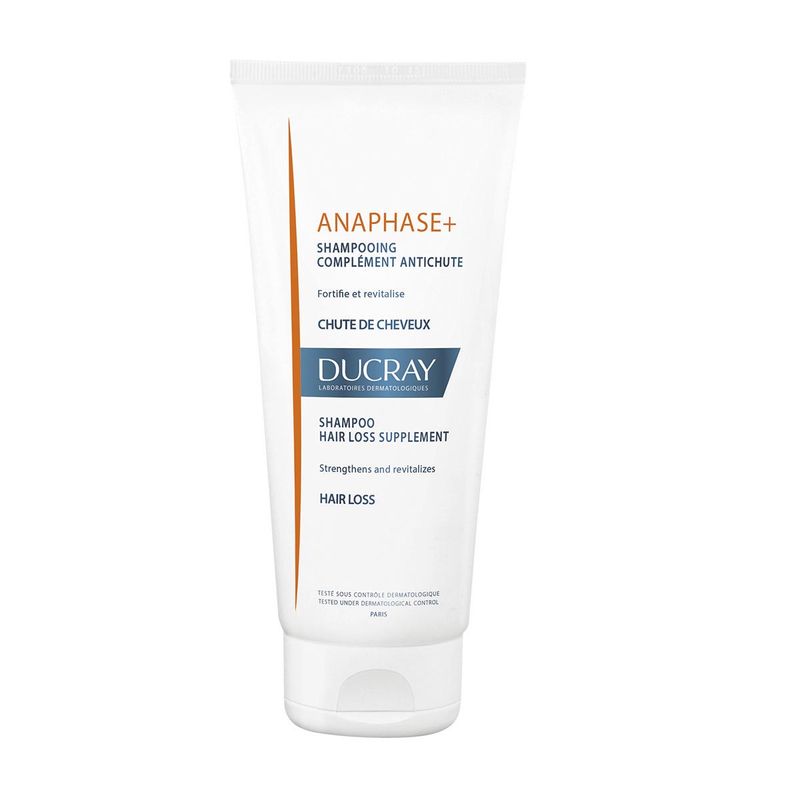 ANAPHASE+
SHAMPOOING
COMPLÉMENT ANTICHUTE
Fortifie et revitalise
CHUTE DE CHEVEUX
DUCRAY
LABORATOIRES DERMATOLOGIQUES
SHAMPOO
HAIR LOSS SUPPLEMENT
Strengthens and revitalizes
HAIR LOSS
TESTÉ SOUS CONTRÔLE DERMATOLOGIQUE
TESTED UNDER DERMATOLOGICAL CONTROL
PARIS